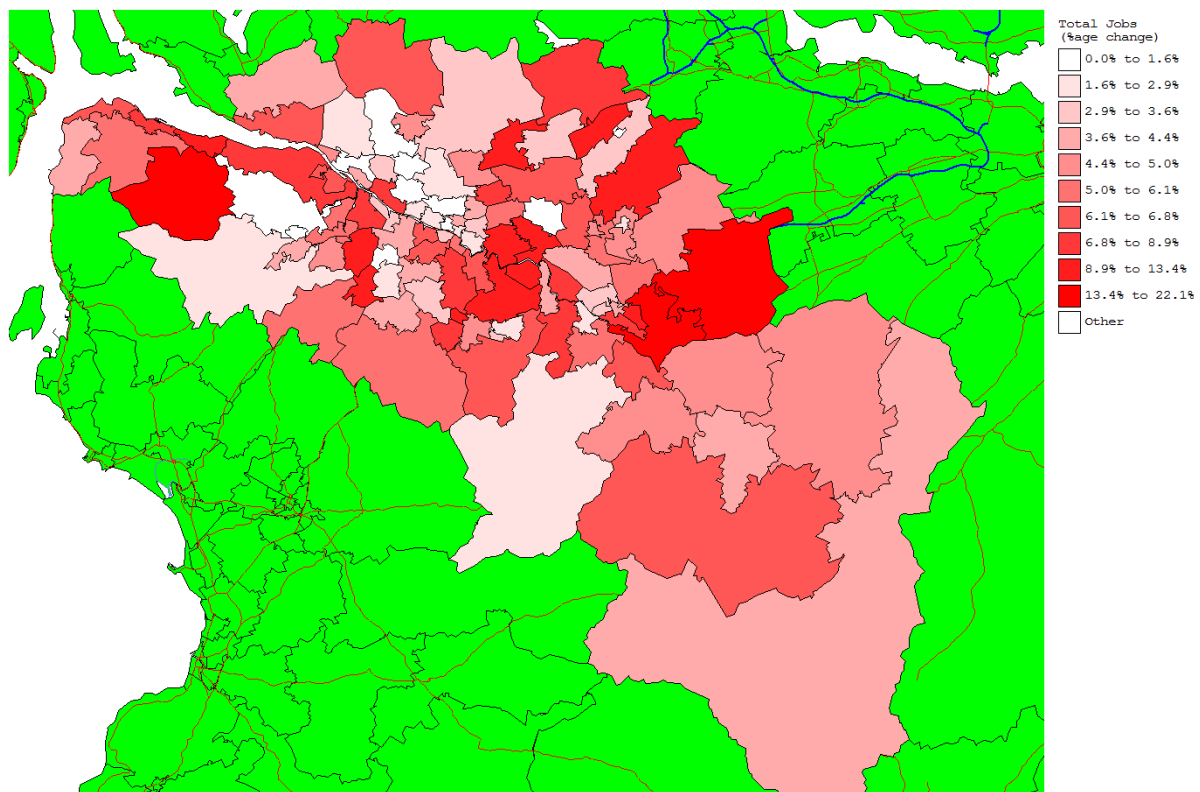 Total Jobs
(%age change)
0.0% to 1.6%
1.6% to 2.9%
2.9% to 3.6%
3.6% to 4.4%
4.4% to 5.0%
5.0% to 6.1%
6.1% to 6.8%
6.8% to 8.9%
8.9% to 13.4%
13.4% to 22.1%
Other